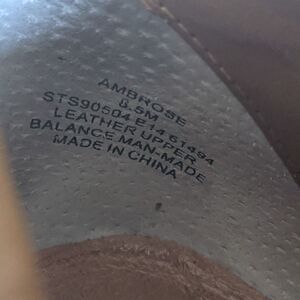 AMBROSE
8.5M
STS90504 E14 61494
LEATHER UPPER
BALANCE MAN-MADE
MADE IN CHINA